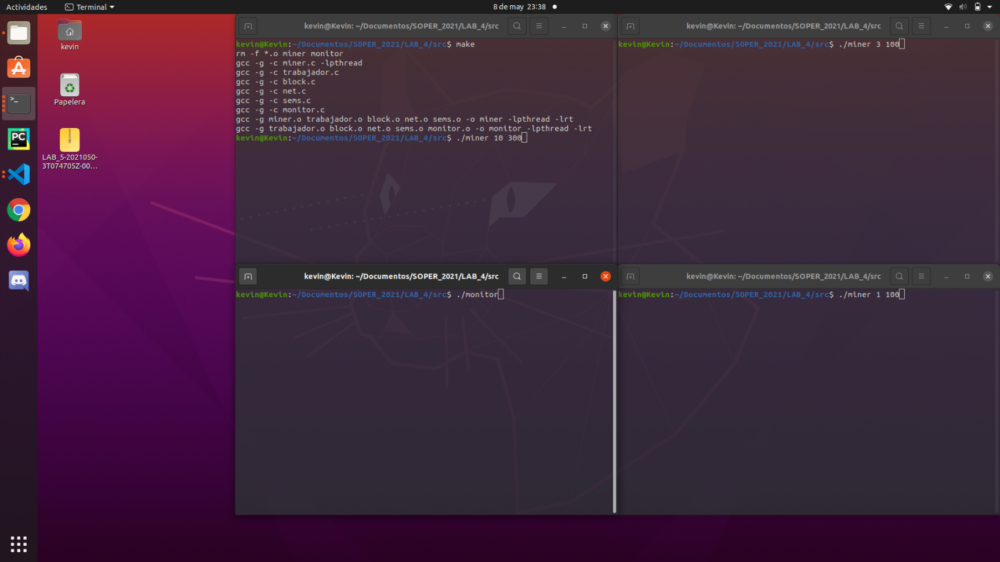 Actividades
Terminal
8 de may 23:38
kevin
Papelera
LAB_5-2021050-
3T074705Z-00...
PC
kevin@Kevin: ~/Documentos/SOPER_2021/LAB_4/src
kevin@Kevin:~/Documentos/SOPER_2021/LAB_4/src$ make
rm -f *.o miner monitor
gcc -g -c miner.c -lpthread
gcc -g -c trabajador.c
gcc -g -c block.c
gcc -g -c net.c
gcc -g -c sems.c
gcc -g -c monitor.c
gcc -g miner.o trabajador.o block.o net.o sems.o -o miner -lpthread -lrt
gcc -g trabajador.o block.o net.o sems.o monitor.o -o monitor -lpthread -lrt
kevin@Kevin:~/Documentos/SOPER_2021/LAB_4/src$ ./miner 10 300
kevin@Kevin: ~/Documentos/SOPER_2021/LAB_4/src
kevin@Kevin:~/Documentos/SOPER_2021/LAB_4/src$ ./miner 3 100
kevin@Kevin: ~/Documentos/SOPER_2021/LAB_4/src
kevin@Kevin:~/Documentos/SOPER_2021/LAB_4/src$ ./monitor
kevin@Kevin: ~/Documentos/SOPER_2021/LAB_4/src
kevin@Kevin:~/Documentos/SOPER_2021/LAB_4/src$ ./miner 1 100